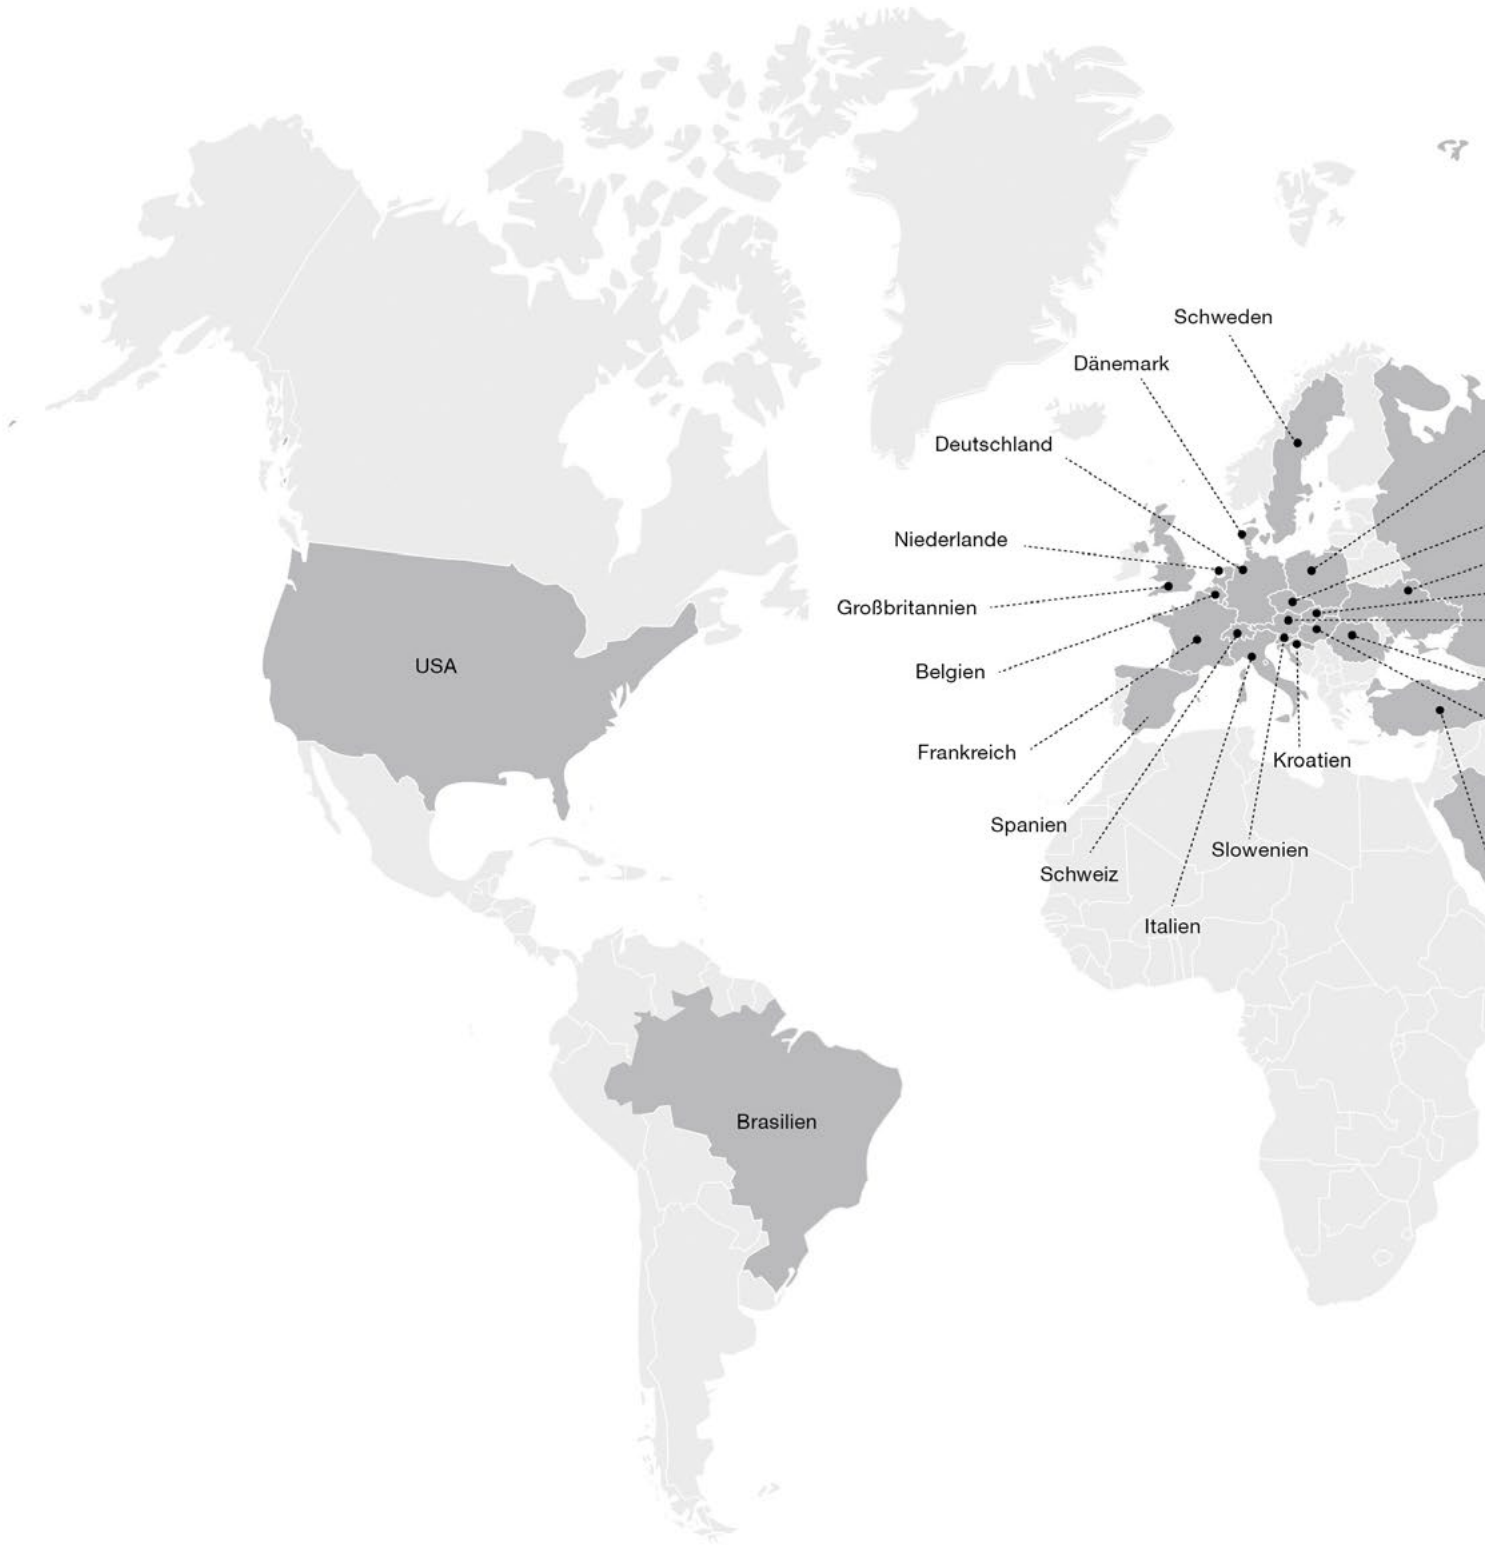 Schweden
Dänemark
Deutschland
Niederlande
Großbritannien
USA
Belgien
Frankreich
Kroatien
Spanien
Slowenien
Schweiz
Italien
Brasilien